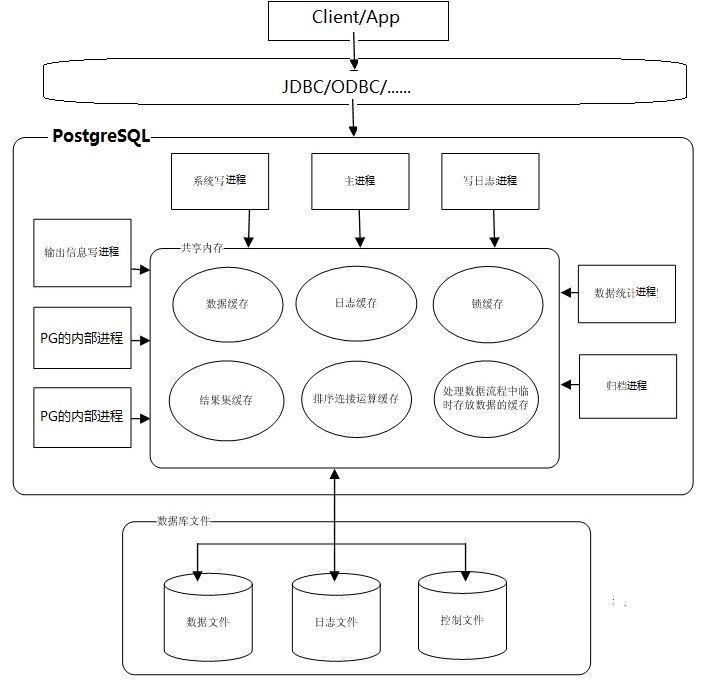 Client/App
JDBC/ODBC/......
PostgreSQL
系统写进程
主进程
写日志进程
输出信息写进程
共享内存
数据缓存
日志缓存
锁缓存
数据统计进程!
PG的内部进程
结果集缓存
排序连接运算缓存
处理数据流程中临
时存放数据的缓存
归档进程
PG的内部进程
数据库文件
数据文件
日志文件
控制文件